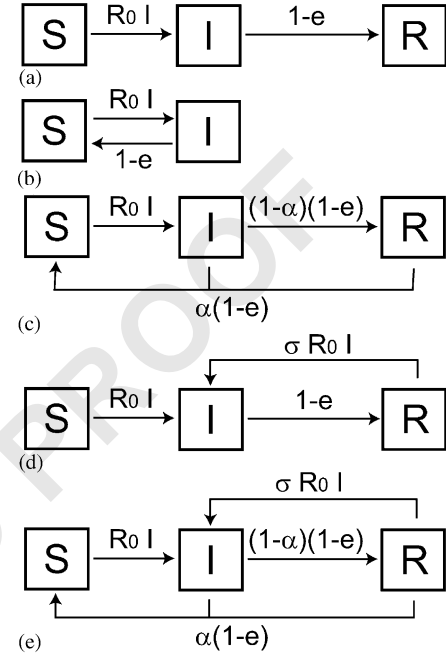 S R₀ I I 1-e R
(a)
S R₀ I 1-e I
(b)
S R₀ I I (1-α)(1-e) R
α(1-e)
(c)
σ R₀ I
S R₀ I I 1-e R
(d)
σ R₀ I
S R₀ I I (1-α)(1-e) R
α(1-e)
(e)
PROOF